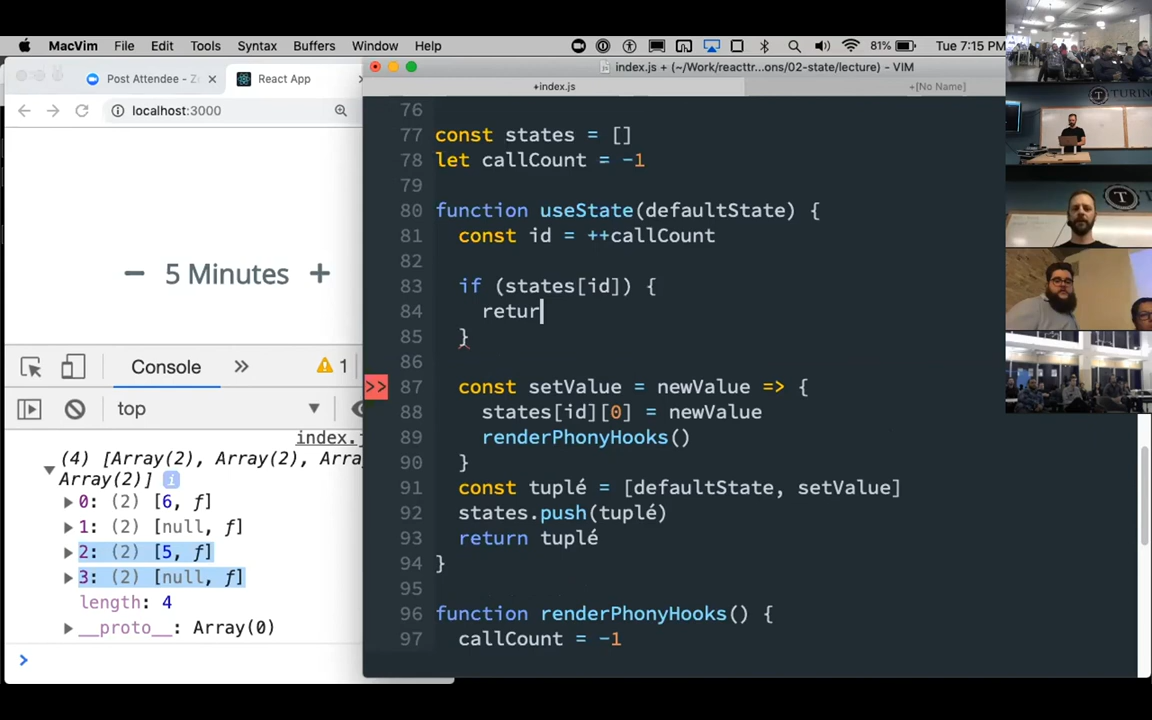 MacVim File Edit Tools Syntax Buffers Window Help 81% Tue 7:15 PM
Post Attendee - Z
React App
localhost:3000
5 Minutes
Console
1
top
index.j
(4) [Array(2), Array(2), Arra
Array(2)] i
0: (2) [6, ƒ]
1: (2) [null, ƒ]
2: (2) [5, ƒ]
3: (2) [null, ƒ]
length: 4
__proto__: Array(0)
>
index.js + (~/Work/reacttr...ons/02-state/lecture) - VIM
+index.js
+[No Name]
76
77 const states = []
78 let callCount = -1
79
80 function useState(defaultState) {
81 const id = ++callCount
82
83 if (states[id]) {
84 retur
85 }
86
>> 87 const setValue = newValue => {
88 states[id][0] = newValue
89 renderPhonyHooks()
90 }
91 const tuplé = [defaultState, setValue]
92 states.push(tuplé)
93 return tuplé
94 }
95
96 function renderPhonyHooks() {
97 callCount = -1
TURIN
T